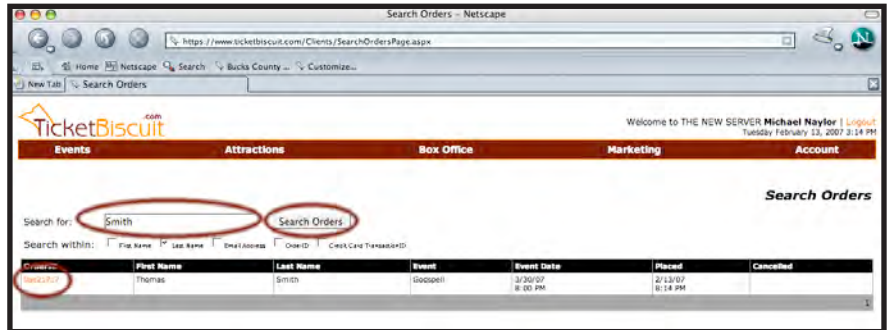 Search Orders – Netscape
https://www.ticketbiscuit.com/Clients/SearchOrdersPage.aspx
Home Netscape Search Bucks County ... Customize...
New Tab Search Orders
TicketBiscuit.com
Welcome to THE NEW SERVER Michael Naylor | Logout
Tuesday February 13, 2007 3:14 PM
Events Attractions Box Office Marketing Account
Search Orders
Search for: Smith Search Orders
Search within: First Name Last Name Email Address OrderID Credit Card TransactionID
OrderID First Name Last Name Event Event Date Placed Cancelled
Thomas Smith Godspell 3/30/07 2/13/07
8:00 PM 8:14 PM
1